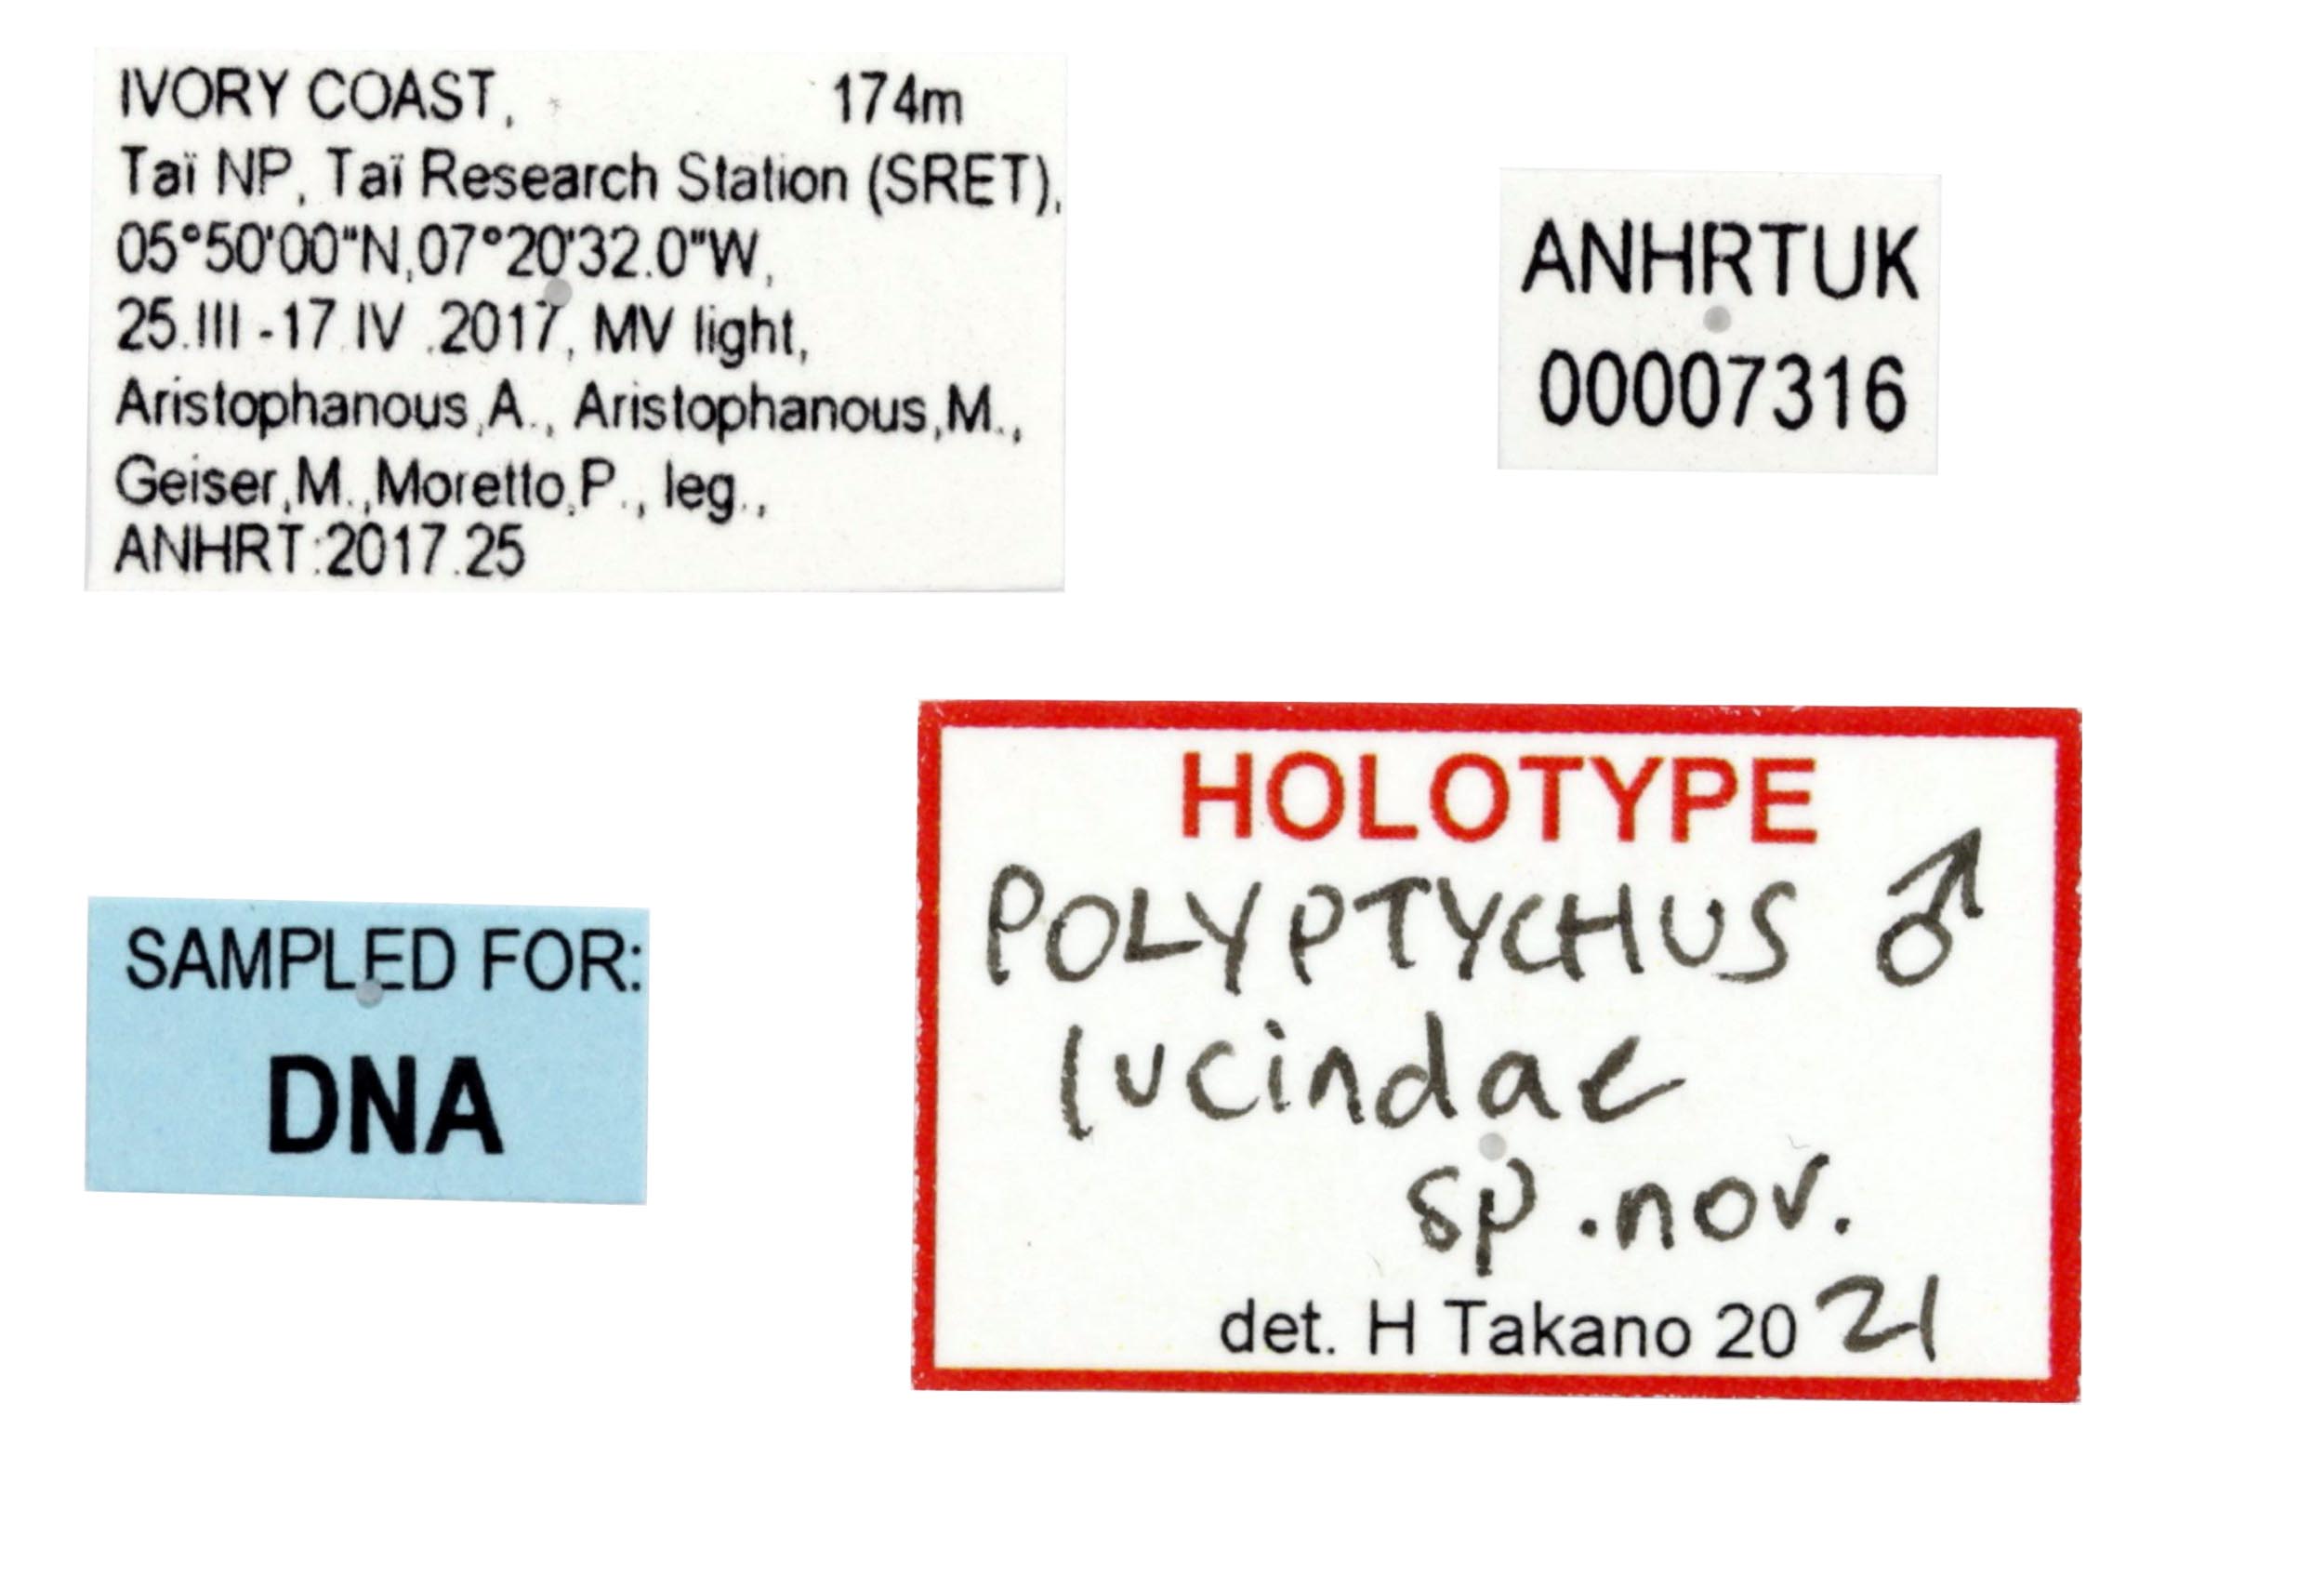 IVORY COAST, 174m
Taï NP, Taï Research Station (SRET),
05°50'00"N,07°20'32.0"W,
25.III -17.IV .2017, MV light,
Aristophanous,A., Aristophanous,M.,
Geiser,M.,Moretto,P., leg.,
ANHRT:2017.25
ANHRTUK
00007316
SAMPLED FOR:
DNA
HOLOTYPE
POLYPTYCHUS ♂
lucindae
sp. nov.
det. H Takano 2021